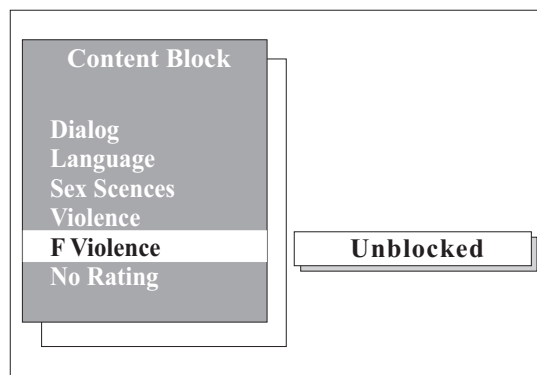 Content Block
Dialog
Language
Sex Scences
Violence
F Violence
Unblocked
No Rating